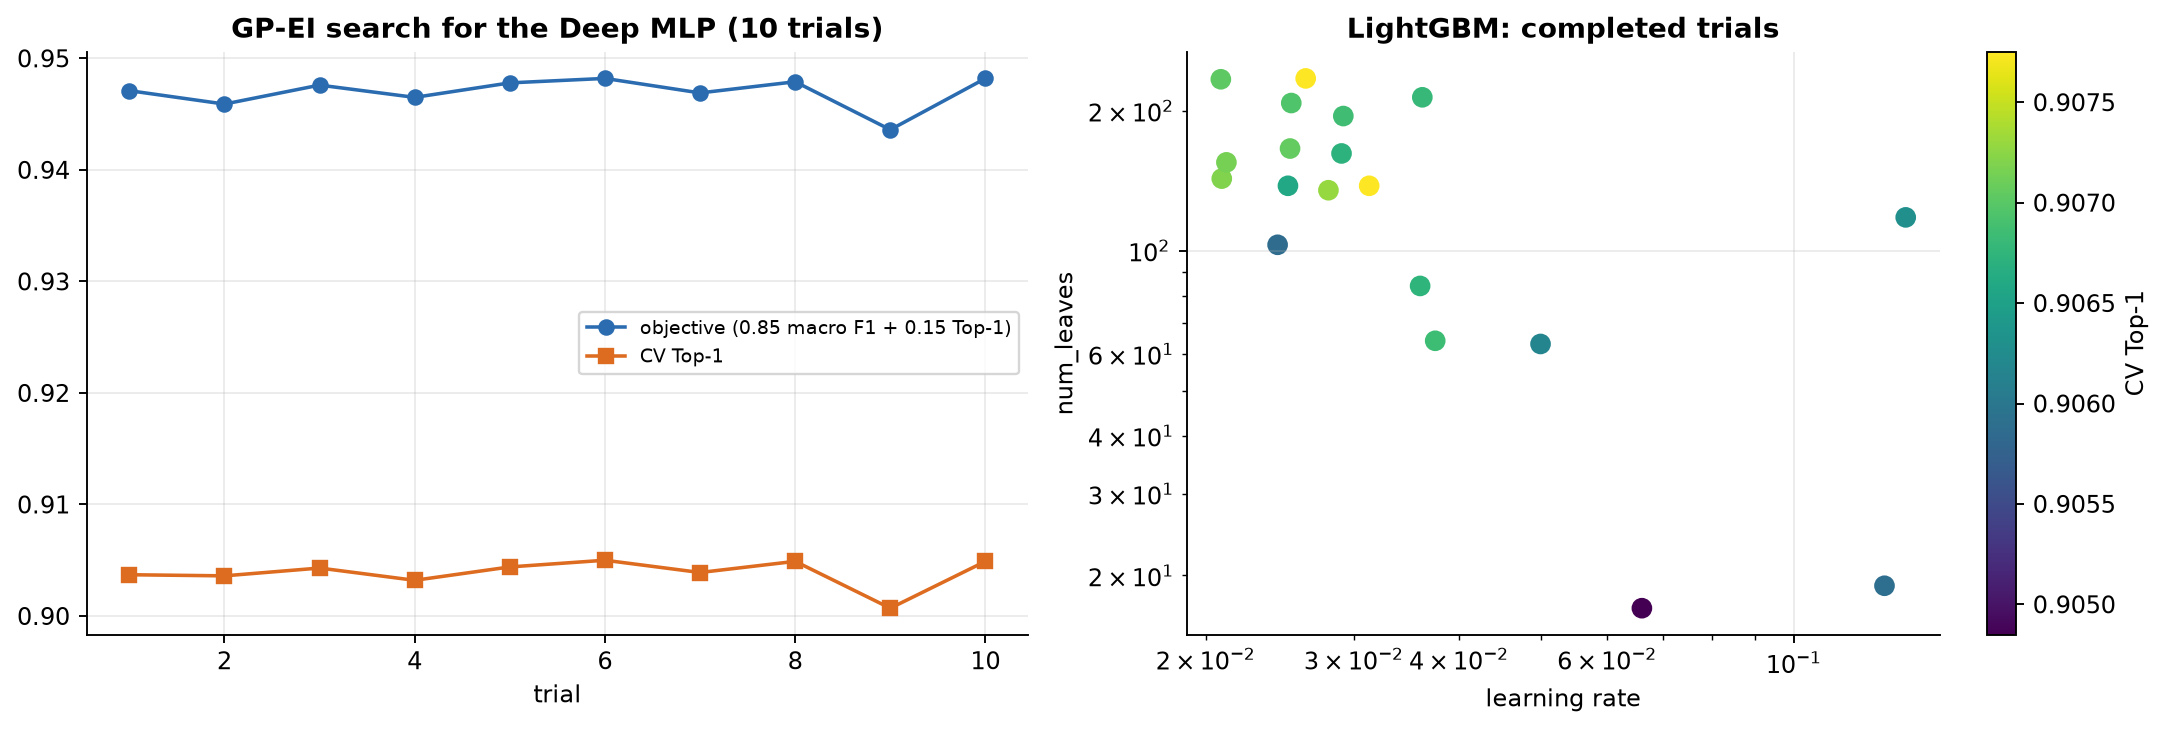 GP-EI search for the Deep MLP (10 trials)
0.95
0.94
0.93
0.92
0.91
0.90
objective (0.85 macro F1 + 0.15 Top-1)
CV Top-1
2
4
6
8
10
trial
LightGBM: completed trials
num_leaves
2 × 10²
10²
6 × 10¹
4 × 10¹
3 × 10¹
2 × 10¹
2 × 10⁻²
3 × 10⁻²
4 × 10⁻²
6 × 10⁻²
10⁻¹
learning rate
0.9075
0.9070
0.9065
0.9060
0.9055
0.9050
CV Top-1